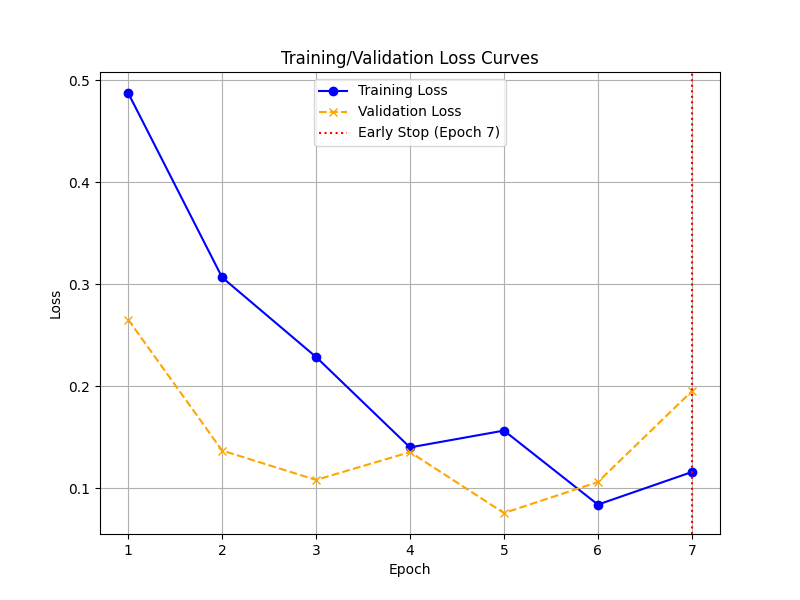 Training/Validation Loss Curves
Training Loss
Validation Loss
Early Stop (Epoch 7)
0.5
0.4
0.3
0.2
0.1
Loss
1 2 3 4 5 6 7
Epoch